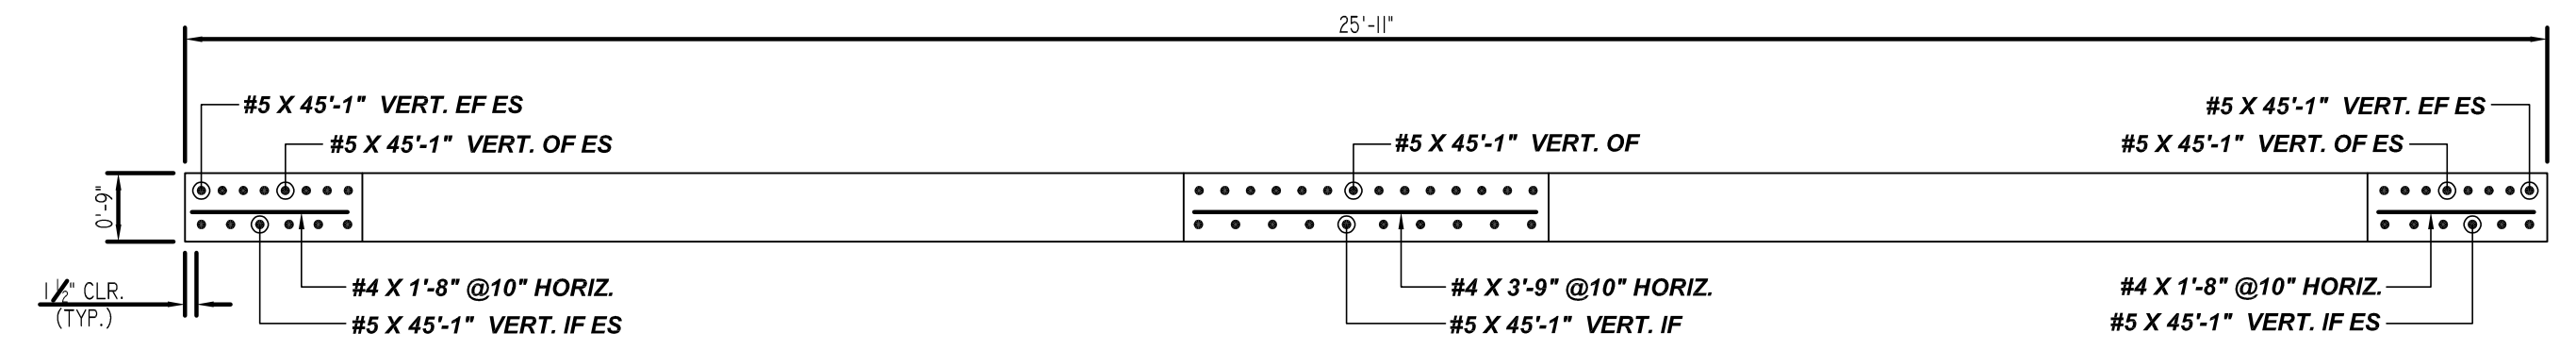 25'-11"
#5 X 45'-1" VERT. EF ES
#5 X 45'-1" VERT. EF ES
#5 X 45'-1" VERT. OF ES
#5 X 45'-1" VERT. OF
#5 X 45'-1" VERT. OF ES
0'-9"
1 1/2" CLR.
(TYP.)
#4 X 1'-8" @10" HORIZ.
#4 X 3'-9" @10" HORIZ.
#4 X 1'-8" @10" HORIZ.
#5 X 45'-1" VERT. IF ES
#5 X 45'-1" VERT. IF
#5 X 45'-1" VERT. IF ES